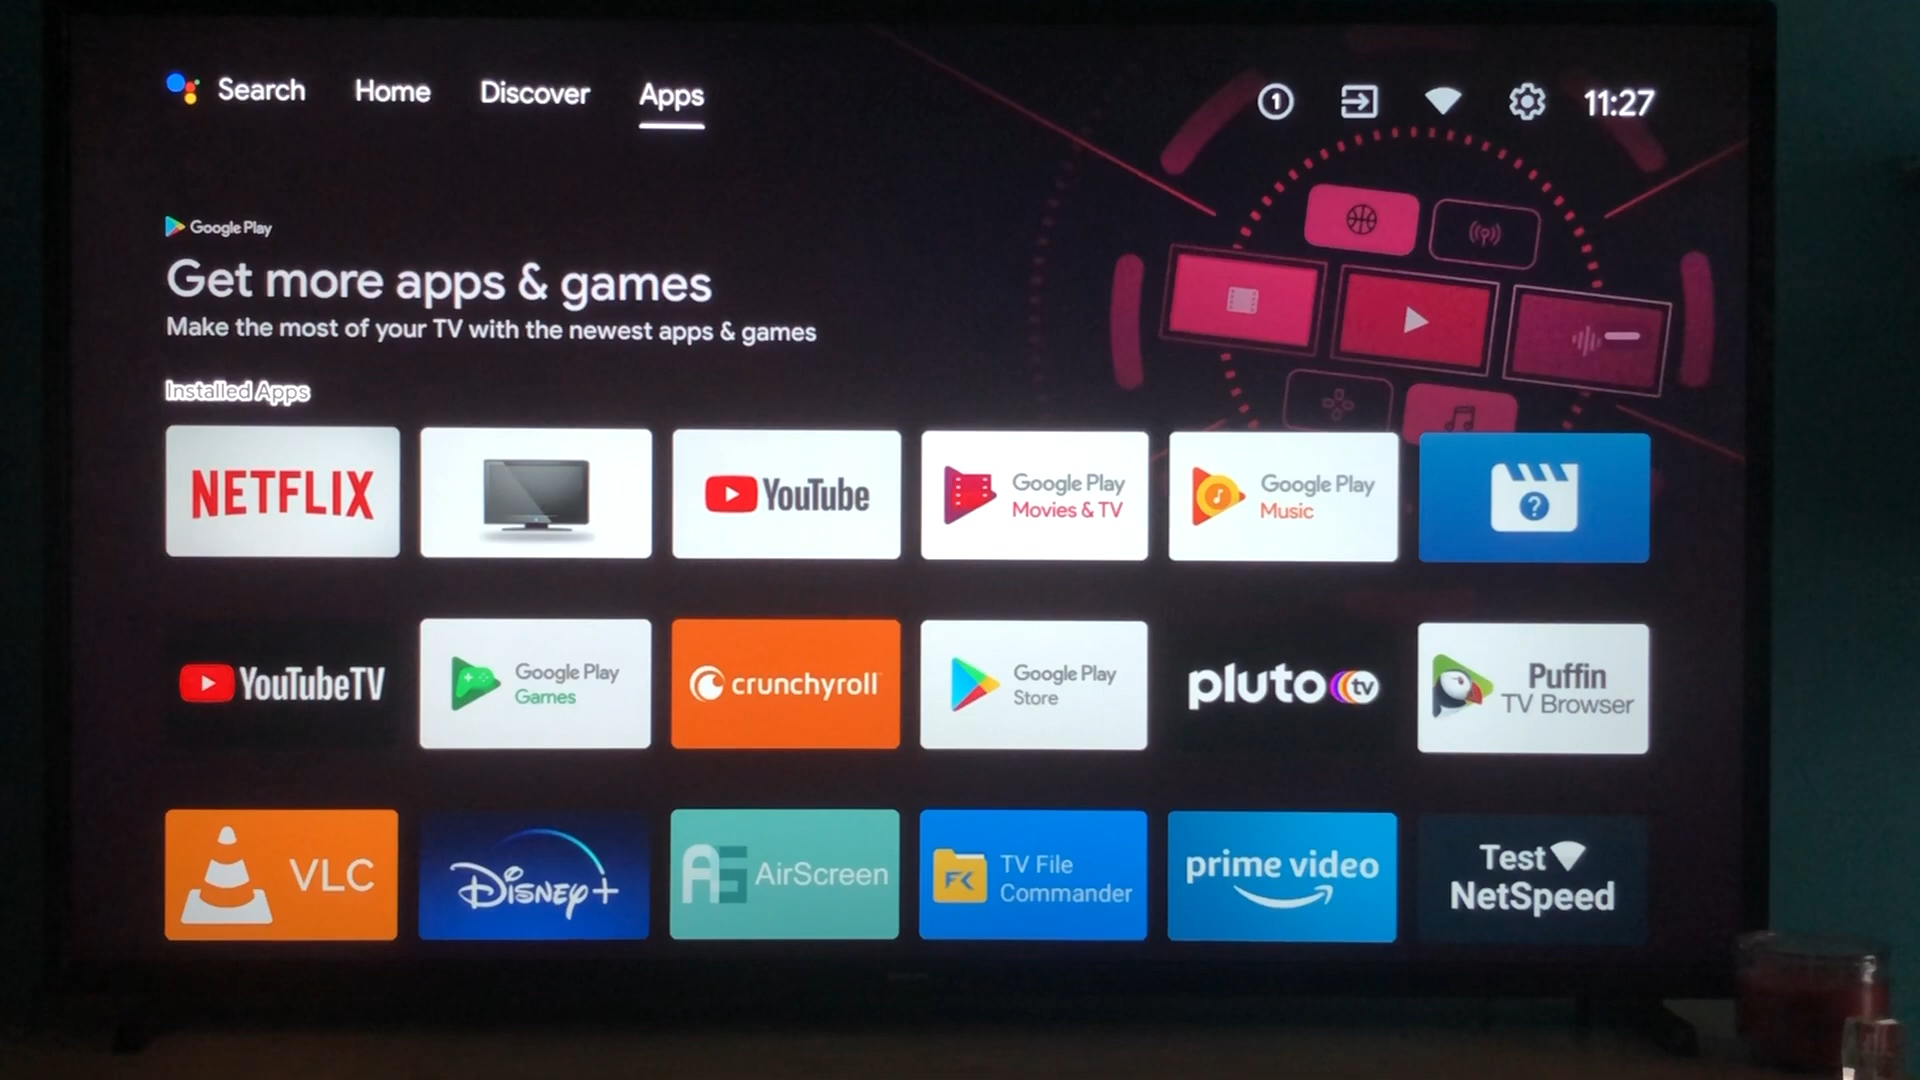 Search Home Discover Apps
1 11:27
Google Play
Get more apps & games
Make the most of your TV with the newest apps & games
Installed Apps
NETFLIX
YouTube
Google Play
Movies & TV
Google Play
Music
?
YouTubeTV
Google Play
Games
crunchyroll
Google Play
Store
pluto tv
Puffin
TV Browser
VLC
Disney+
AS AirScreen
FK
TV File
Commander
prime video
Test
NetSpeed